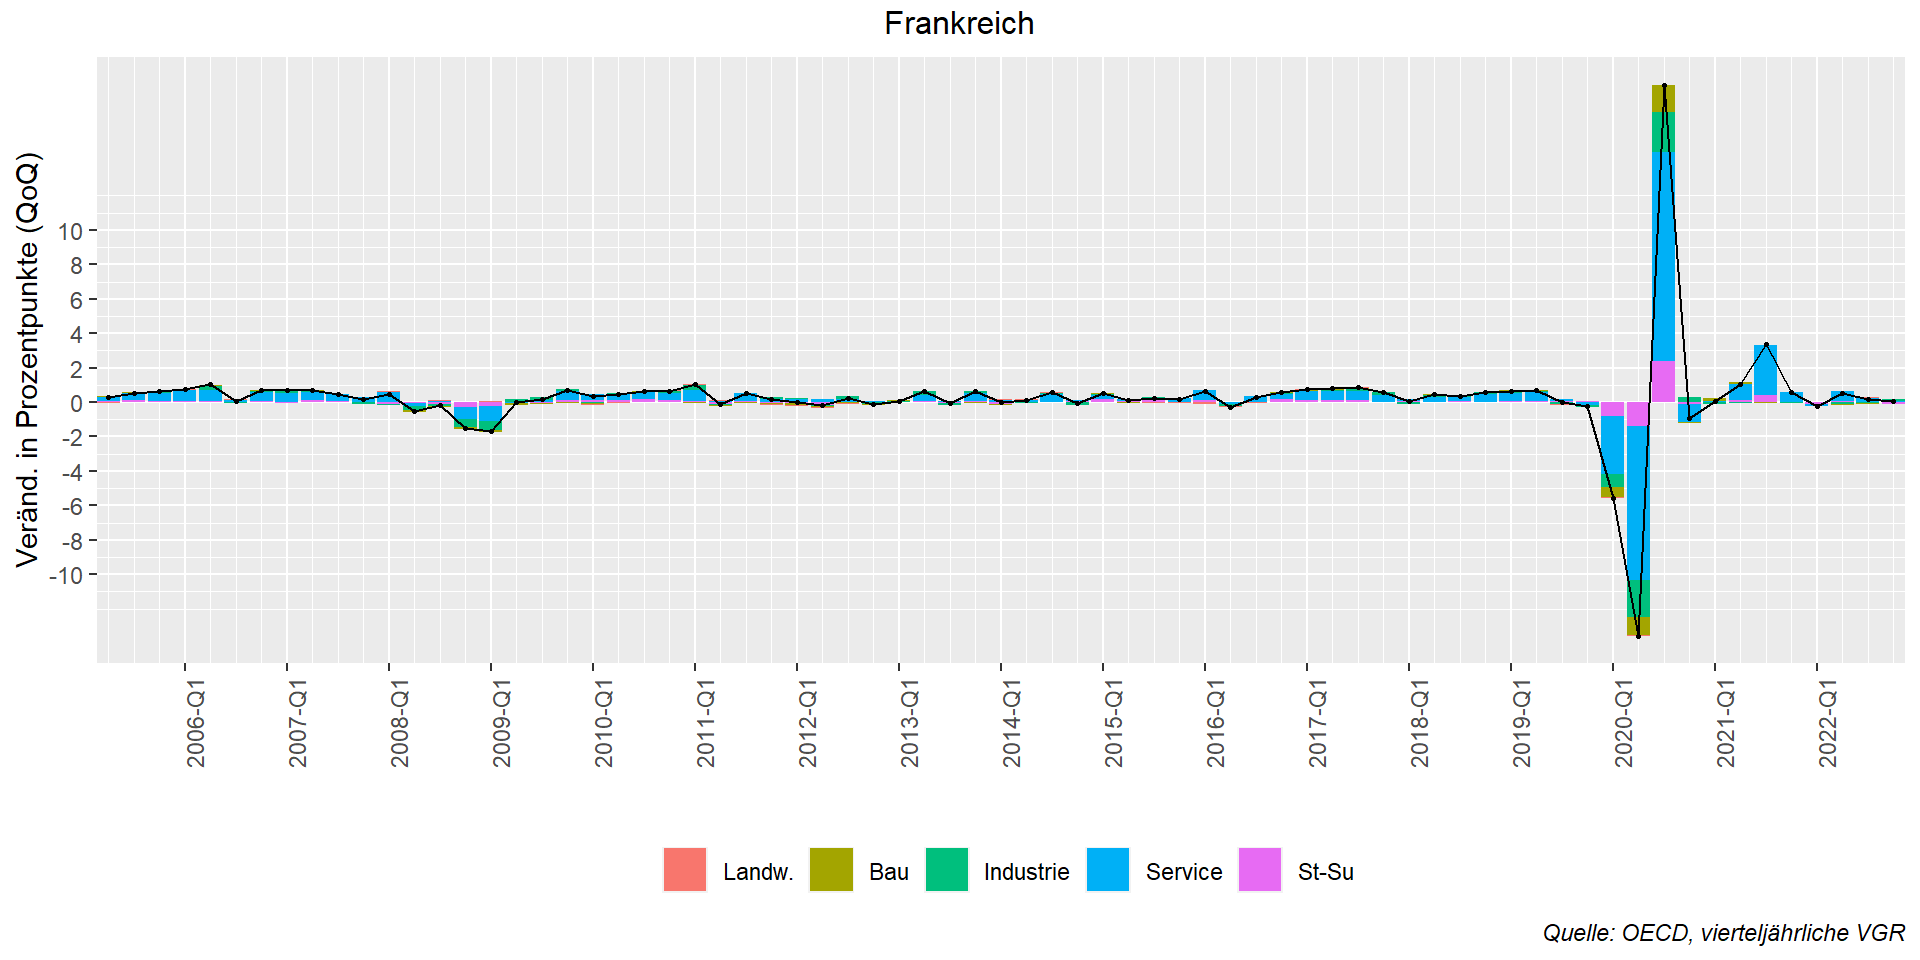 Frankreich
Veränd. in Prozentpunkte (QoQ)
10
8
6
4
2
0
-2
-4
-6
-8
-10
2006-Q1
2007-Q1
2008-Q1
2009-Q1
2010-Q1
2011-Q1
2012-Q1
2013-Q1
2014-Q1
2015-Q1
2016-Q1
2017-Q1
2018-Q1
2019-Q1
2020-Q1
2021-Q1
2022-Q1
Landw. Bau Industrie Service St-Su
Quelle: OECD, vierteljährliche VGR